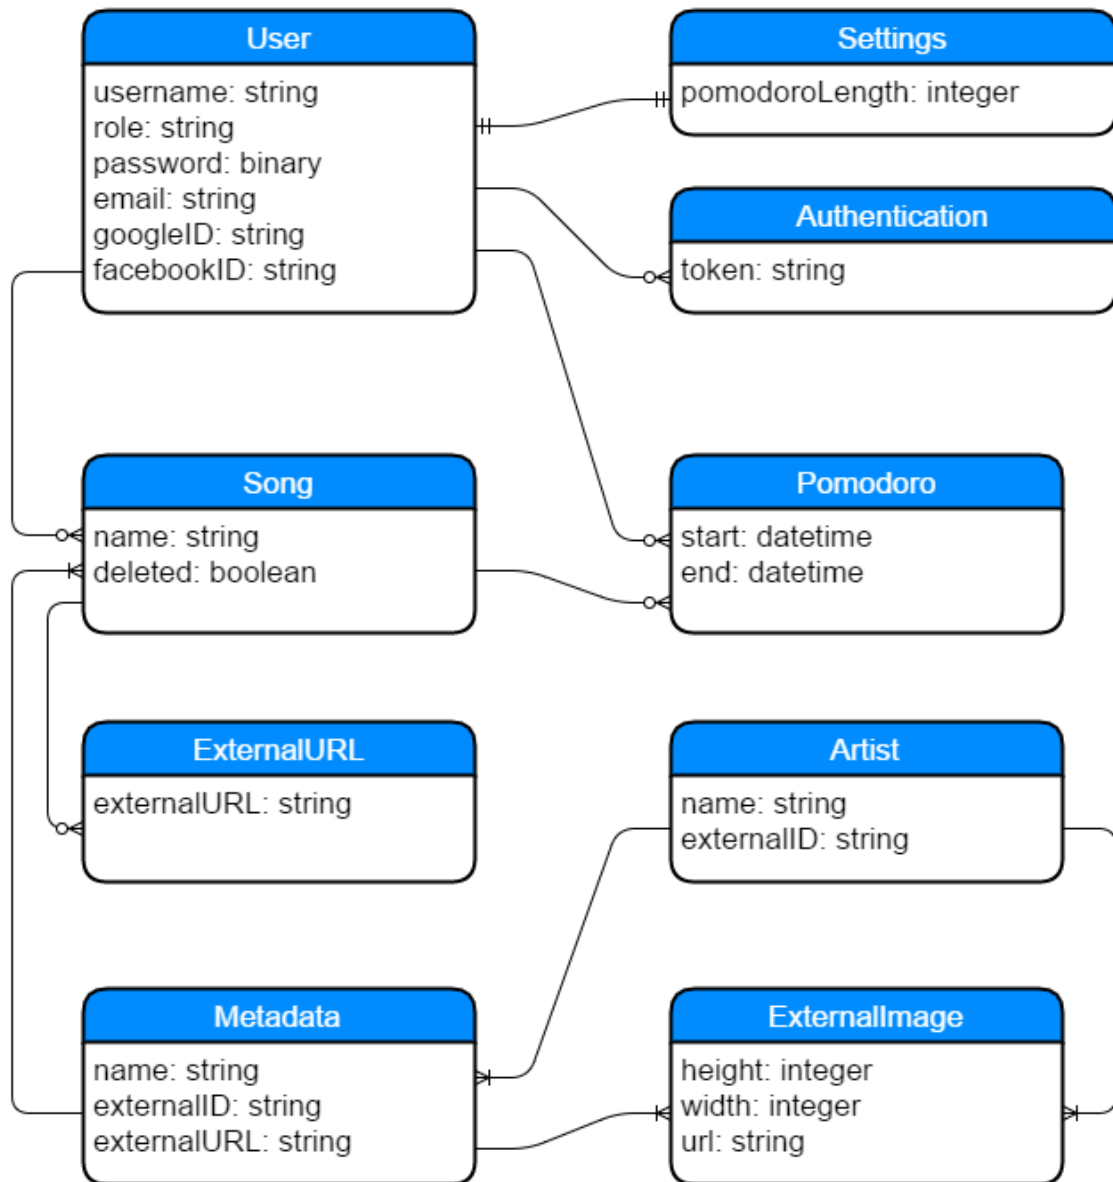 User
username: string
role: string
password: binary
email: string
googleID: string
facebookID: string
Settings
pomodoroLength: integer
Authentication
token: string
Song
name: string
deleted: boolean
Pomodoro
start: datetime
end: datetime
ExternalURL
externalURL: string
Artist
name: string
externalID: string
Metadata
name: string
externalID: string
externalURL: string
ExternalImage
height: integer
width: integer
url: string